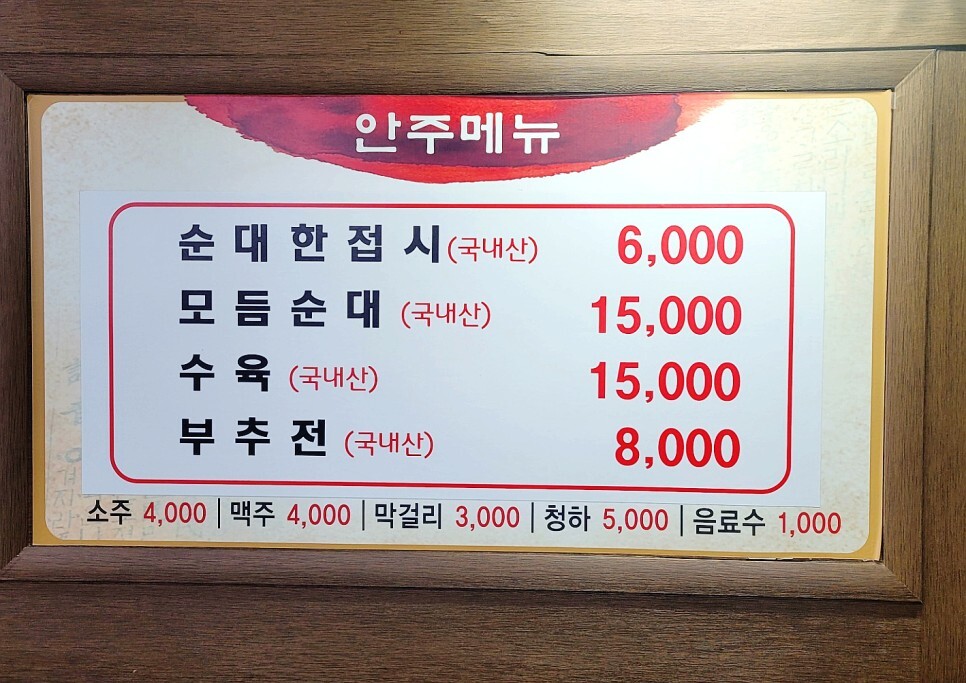 안주메뉴
순대한접시(국내산) 6,000
모듬순대 (국내산) 15,000
수육 (국내산) 15,000
부추전 (국내산) 8,000
소주 4,000 | 맥주 4,000 | 막걸리 3,000 | 청하 5,000 | 음료수 1,000